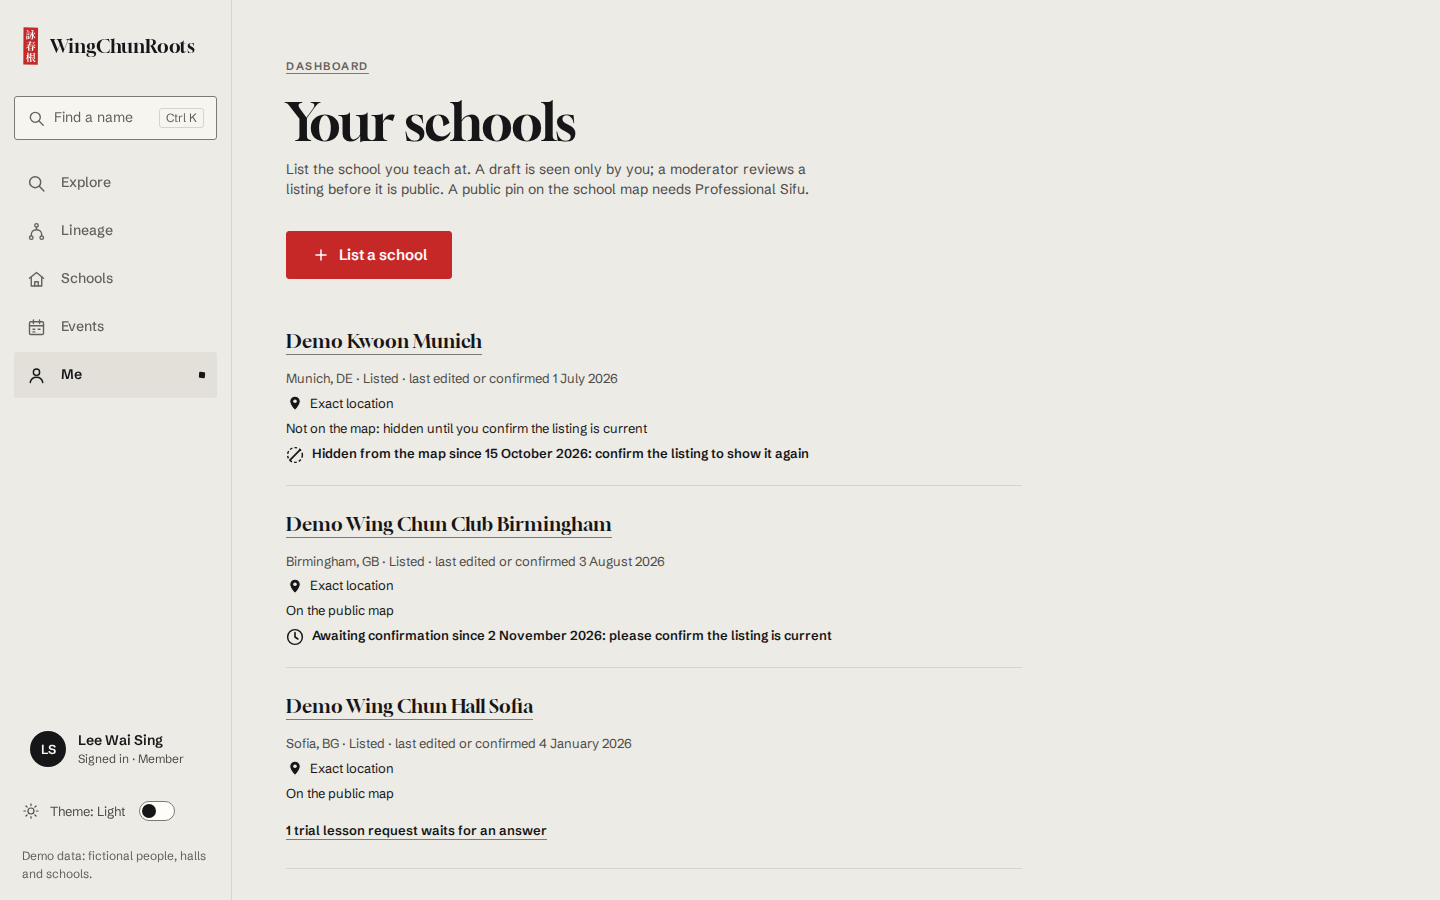 詠春根
WingChunRoots
Find a name
Ctrl K
Explore
Lineage
Schools
Events
Me
LS
Lee Wai Sing
Signed in · Member
Theme: Light
Demo data: fictional people, halls
and schools.
DASHBOARD
Your schools
List the school you teach at. A draft is seen only by you; a moderator reviews a
listing before it is public. A public pin on the school map needs Professional Sifu.
List a school
Demo Kwoon Munich
Munich, DE · Listed · last edited or confirmed 1 July 2026
Exact location
Not on the map: hidden until you confirm the listing is current
Hidden from the map since 15 October 2026: confirm the listing to show it again
Demo Wing Chun Club Birmingham
Birmingham, GB · Listed · last edited or confirmed 3 August 2026
Exact location
On the public map
Awaiting confirmation since 2 November 2026: please confirm the listing is current
Demo Wing Chun Hall Sofia
Sofia, BG · Listed · last edited or confirmed 4 January 2026
Exact location
On the public map
1 trial lesson request waits for an answer